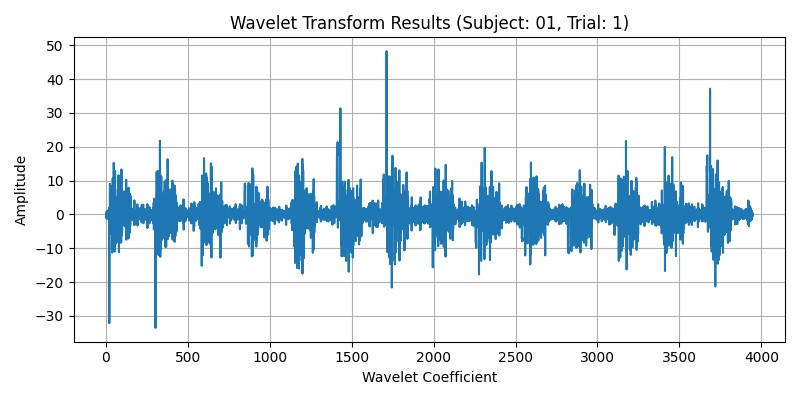 Wavelet Transform Results (Subject: 01, Trial: 1)
50
40
30
20
10
0
−10
−20
−30
Amplitude
0 500 1000 1500 2000 2500 3000 3500 4000
Wavelet Coefficient